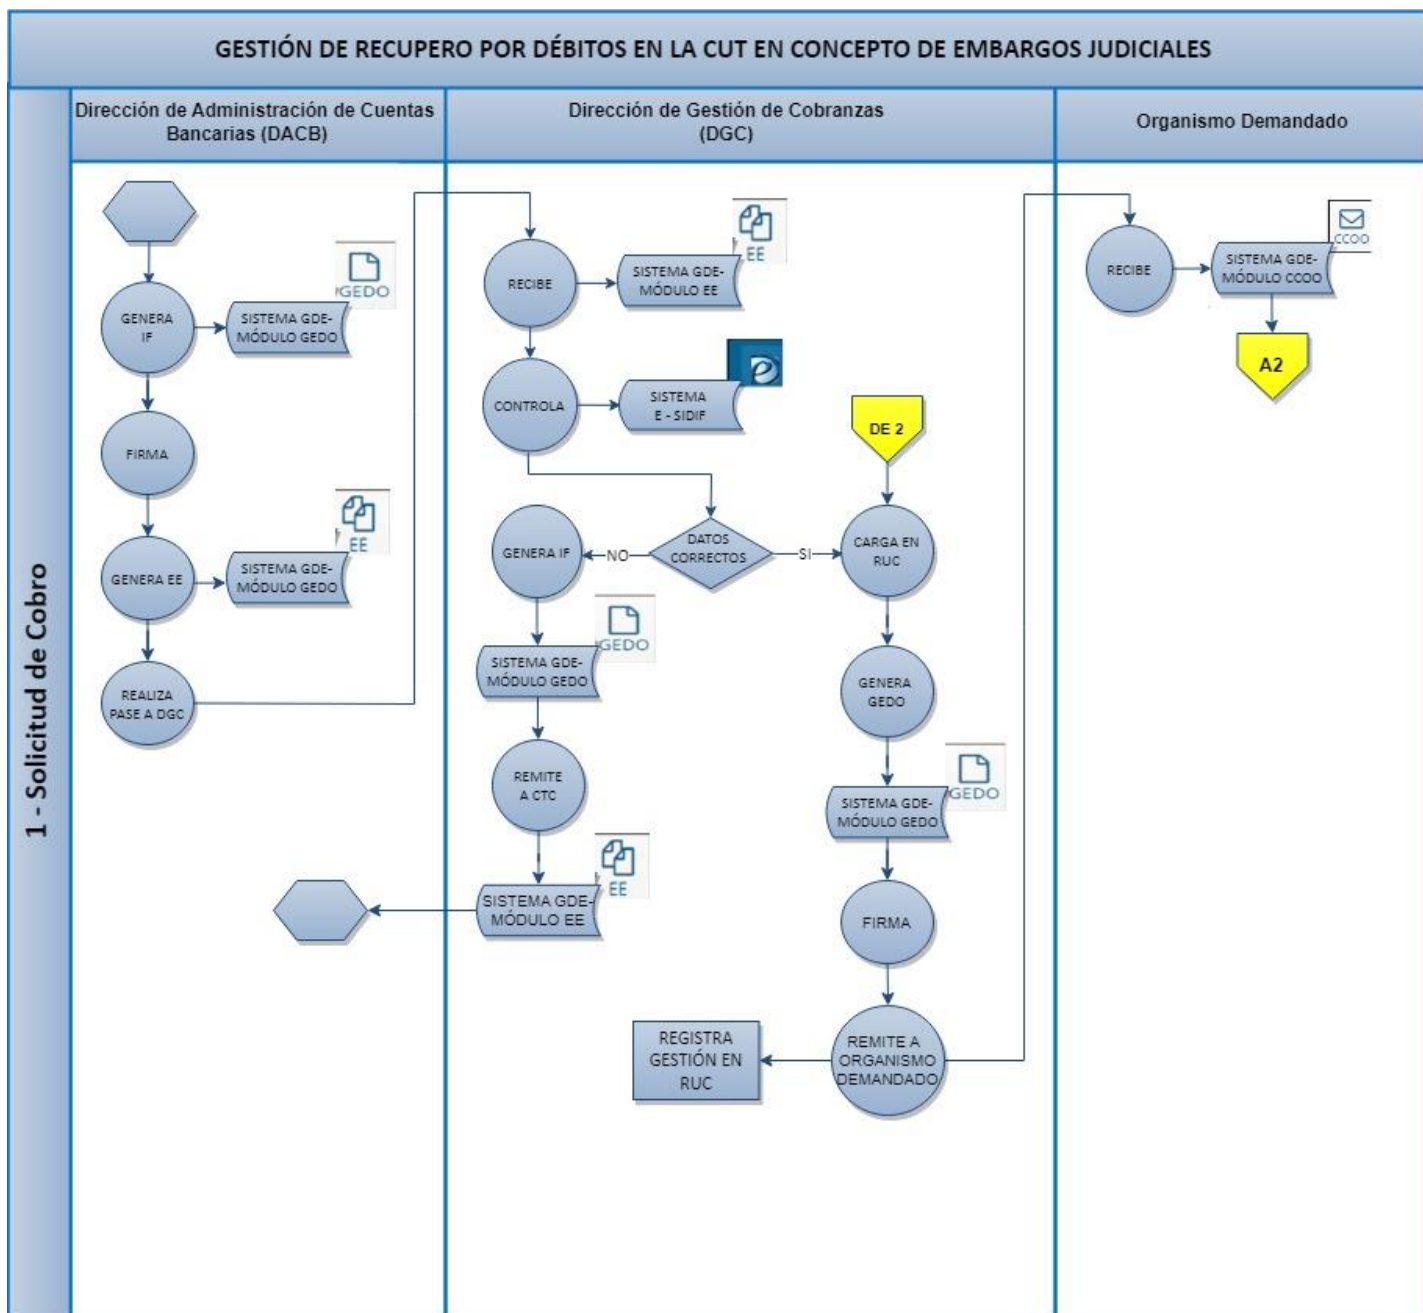 GESTIÓN DE RECUPERO POR DÉBITOS EN LA CUT EN CONCEPTO DE EMBARGOS JUDICIALES
1 - Solicitud de Cobro
Dirección de Administración de Cuentas
Bancarias (DACB)
GENERA
IF
SISTEMA GDE-
MÓDULO GEDO
GEDO
FIRMA
GENERA EE
SISTEMA GDE-
MÓDULO GEDO
EE
REALIZA
PASE A DGC
Dirección de Gestión de Cobranzas
(DGC)
RECIBE
SISTEMA GDE-
MÓDULO EE
EE
CONTROLA
SISTEMA
E - SIDIF
e
DATOS
CORRECTOS
NO
SI
GENERA IF
SISTEMA GDE-
MÓDULO GEDO
GEDO
REMITE
A CTC
SISTEMA GDE-
MÓDULO EE
EE
DE 2
CARGA EN
RUC
GENERA
GEDO
SISTEMA GDE-
MÓDULO GEDO
GEDO
FIRMA
REMITE A
ORGANISMO
DEMANDADO
REGISTRA
GESTIÓN EN
RUC
Organismo Demandado
RECIBE
SISTEMA GDE-
MÓDULO CCOO
CCOO
A2